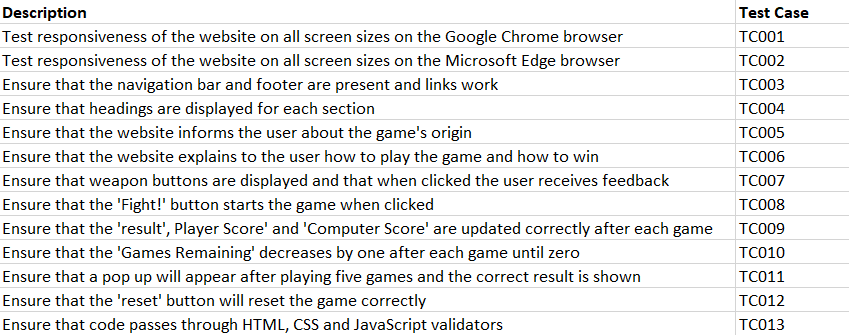 Description Test Case
Test responsiveness of the website on all screen sizes on the Google Chrome browser TC001
Test responsiveness of the website on all screen sizes on the Microsoft Edge browser TC002
Ensure that the navigation bar and footer are present and links work TC003
Ensure that headings are displayed for each section TC004
Ensure that the website informs the user about the game's origin TC005
Ensure that the website explains to the user how to play the game and how to win TC006
Ensure that weapon buttons are displayed and that when clicked the user receives feedback TC007
Ensure that the 'Fight!' button starts the game when clicked TC008
Ensure that the 'result', Player Score' and 'Computer Score' are updated correctly after each game TC009
Ensure that the 'Games Remaining' decreases by one after each game until zero TC010
Ensure that a pop up will appear after playing five games and the correct result is shown TC011
Ensure that the 'reset' button will reset the game correctly TC012
Ensure that code passes through HTML, CSS and JavaScript validators TC013